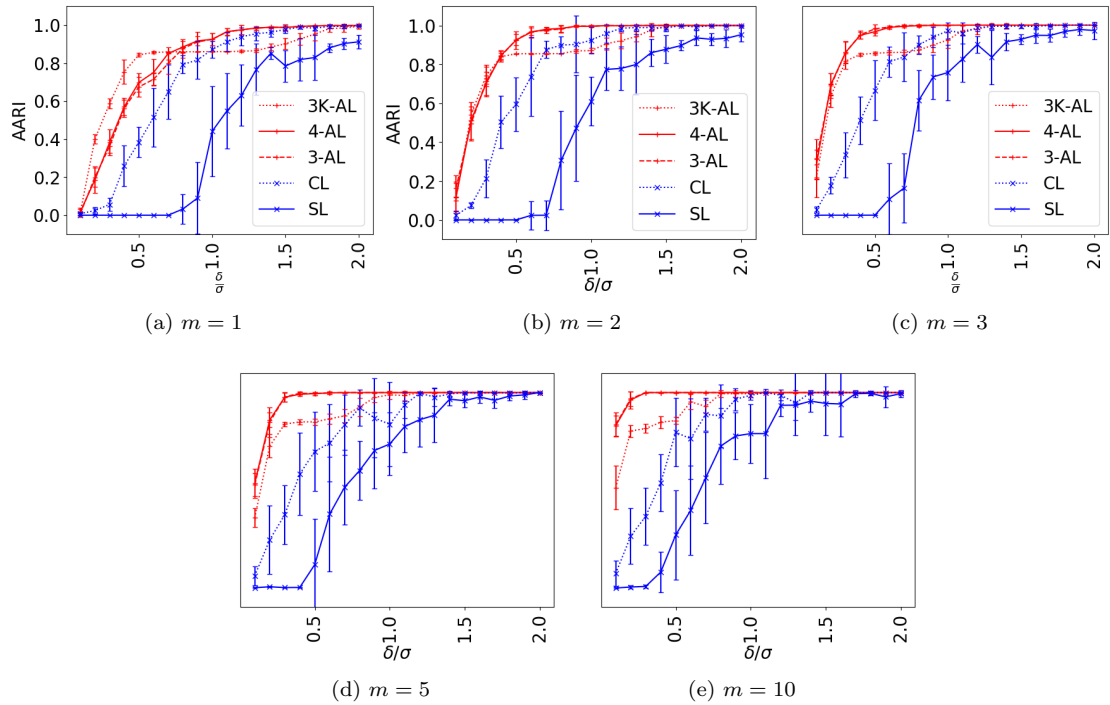 AARI
1.0
0.8
0.6
0.4
0.2
0.0
3K-AL
4-AL
3-AL
CL
SL
0.5
1.0
1.5
2.0
δ/σ
(a) m = 1
AARI
1.0
0.8
0.6
0.4
0.2
0.0
3K-AL
4-AL
3-AL
CL
SL
0.5
1.0
1.5
2.0
δ/σ
(b) m = 2
3K-AL
4-AL
3-AL
CL
SL
0.5
1.0
1.5
2.0
δ/σ
(c) m = 3
0.5
1.0
1.5
2.0
δ/σ
(d) m = 5
0.5
1.0
1.5
2.0
δ/σ
(e) m = 10